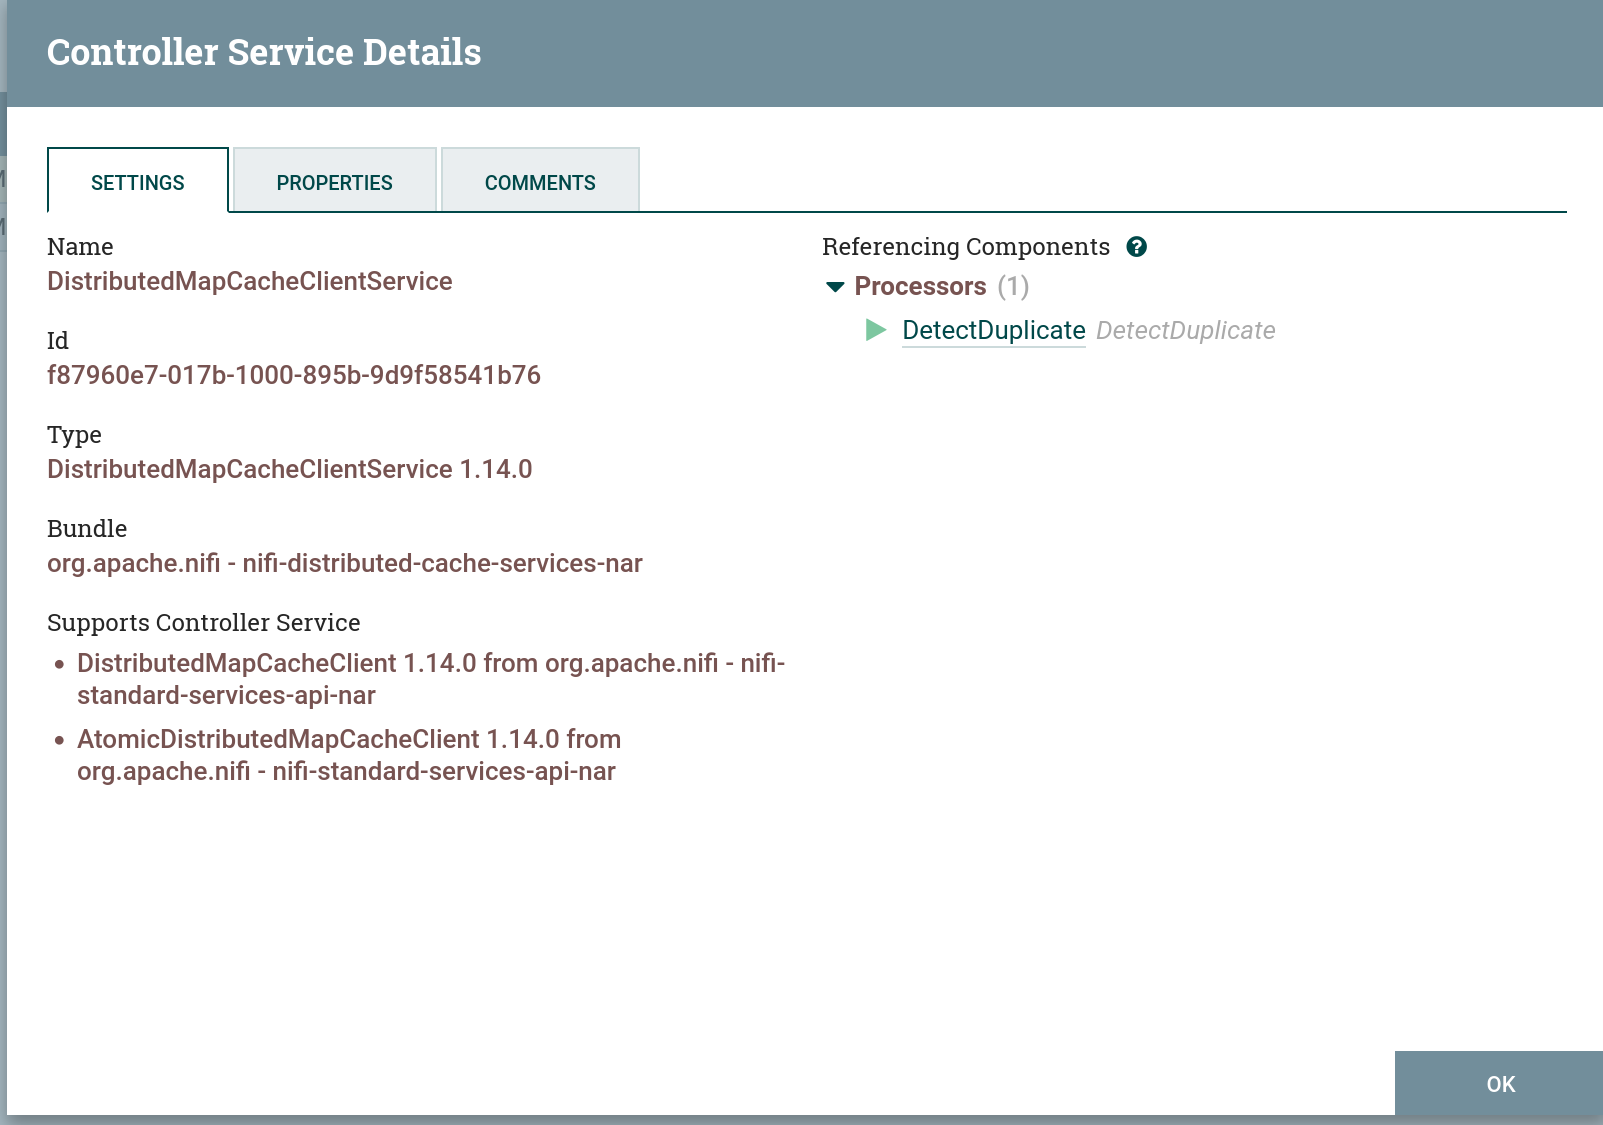 Controller Service Details
SETTINGS
PROPERTIES
COMMENTS
Name
DistributedMapCacheClientService
Id
f87960e7-017b-1000-895b-9d9f58541b76
Type
DistributedMapCacheClientService 1.14.0
Bundle
org.apache.nifi - nifi-distributed-cache-services-nar
Supports Controller Service
• DistributedMapCacheClient 1.14.0 from org.apache.nifi - nifi-
standard-services-api-nar
• AtomicDistributedMapCacheClient 1.14.0 from
org.apache.nifi - nifi-standard-services-api-nar
Referencing Components ?
Processors (1)
DetectDuplicate DetectDuplicate
OK